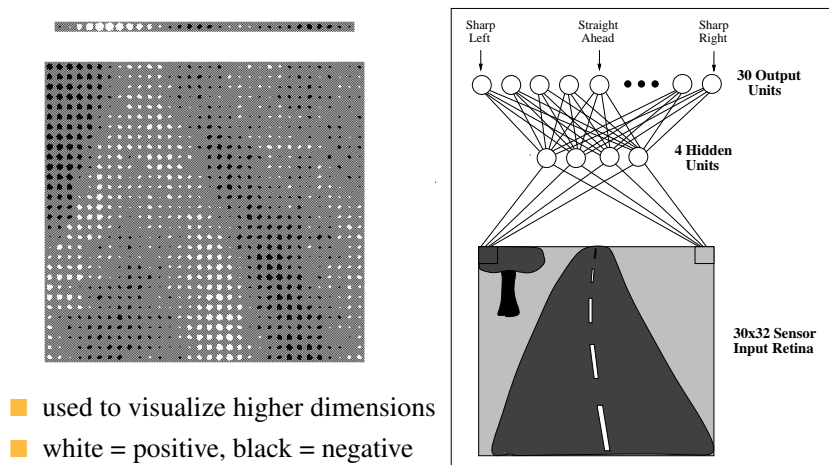 used to visualize higher dimensions
white = positive, black = negative
Sharp
Left
Straight
Ahead
Sharp
Right
30 Output
Units
4 Hidden
Units
30x32 Sensor
Input Retina